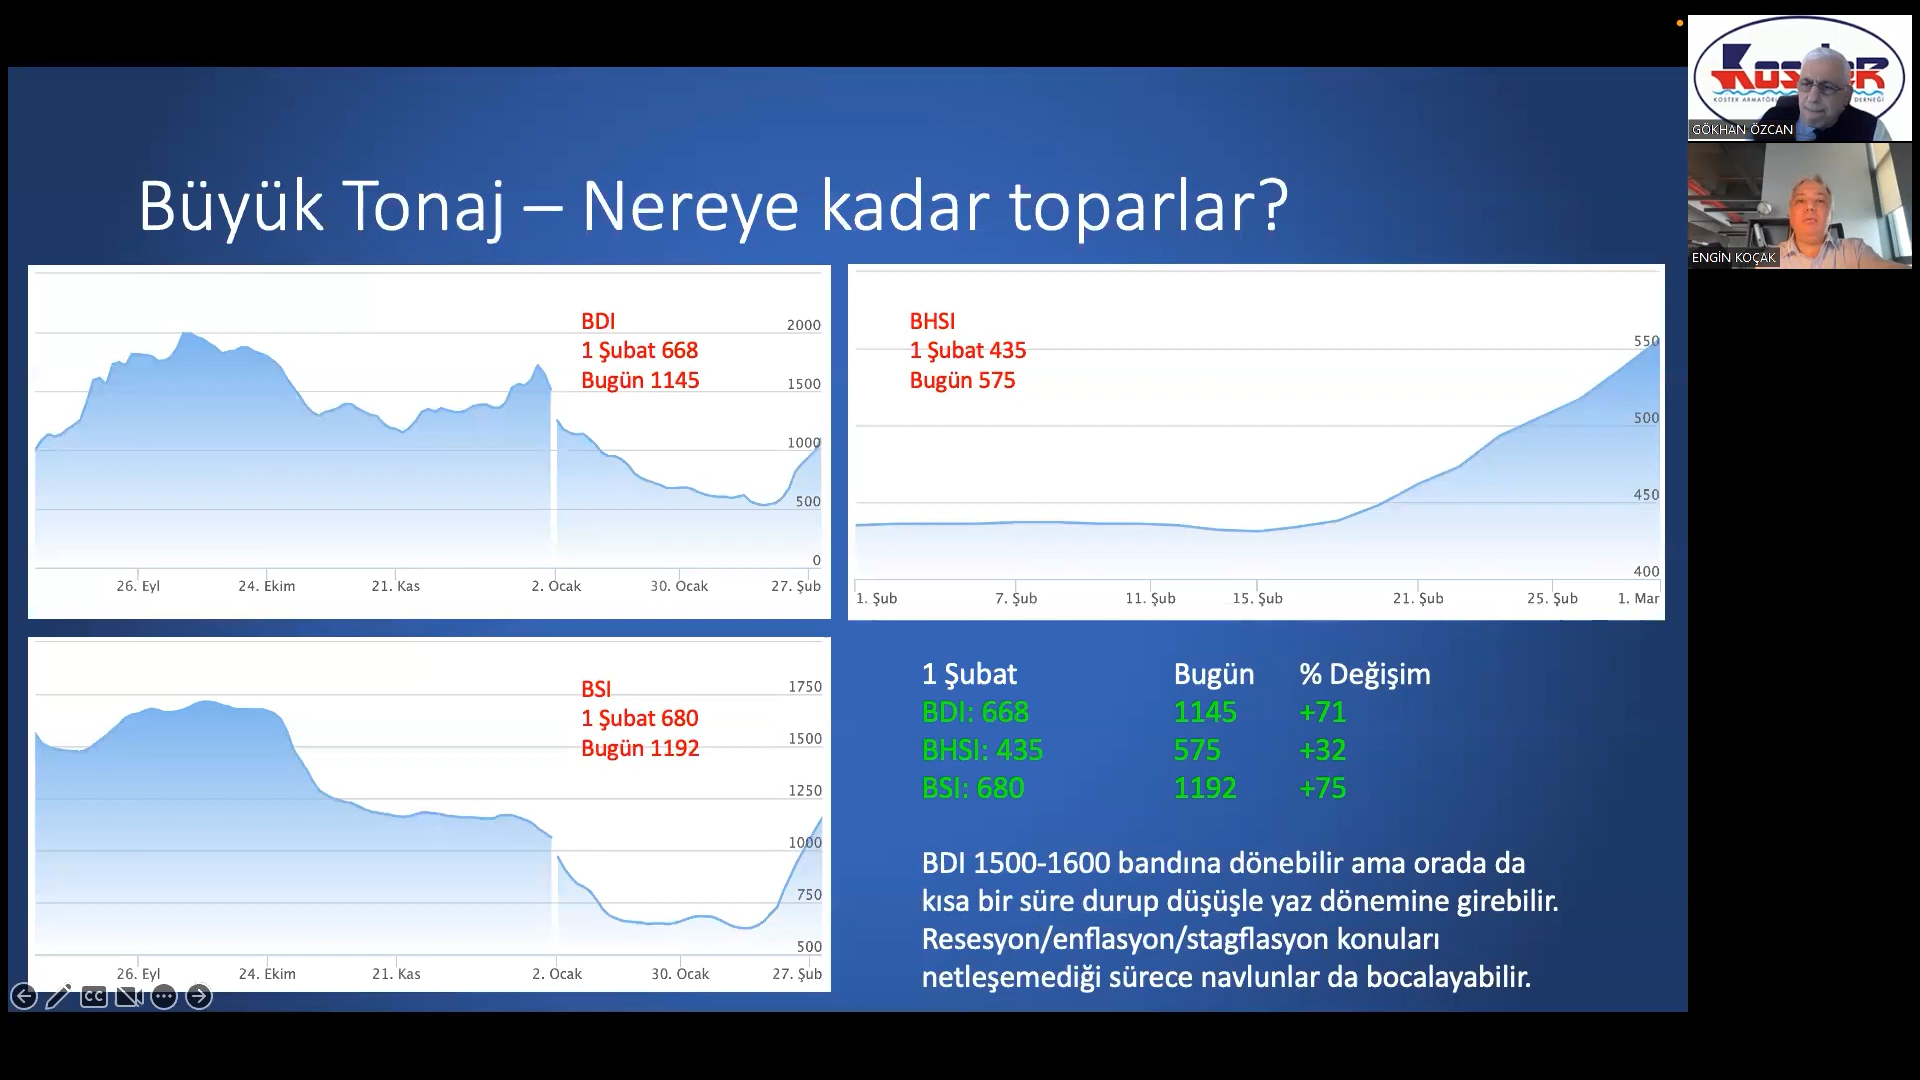 Büyük Tonaj – Nereye kadar toparlar?
BDI
1 Şubat 668
Bugün 1145
2000
1500
1000
500
0
26. Eyl
24. Ekim
21. Kas
2. Ocak
30. Ocak
27. Şub
BHSI
1 Şubat 435
Bugün 575
550
500
450
400
1. Şub
7. Şub
11. Şub
15. Şub
21. Şub
25. Şub
1. Mar
BSI
1 Şubat 680
Bugün 1192
1750
1500
1250
1000
750
500
26. Eyl
24. Ekim
21. Kas
2. Ocak
30. Ocak
27. Şub
1 Şubat Bugün % Değişim
BDI: 668 1145 +71
BHSI: 435 575 +32
BSI: 680 1192 +75
BDI 1500-1600 bandına dönebilir ama orada da
kısa bir süre durup düşüşle yaz dönemine girebilir.
Resesyon/enflasyon/stagflasyon konuları
netleşemediği sürece navlunlar da bocalayabilir.
CC
KOSTER ARMATÖR
DERNEĞİ
GÖKHAN ÖZCAN
ENGİN KOÇAK